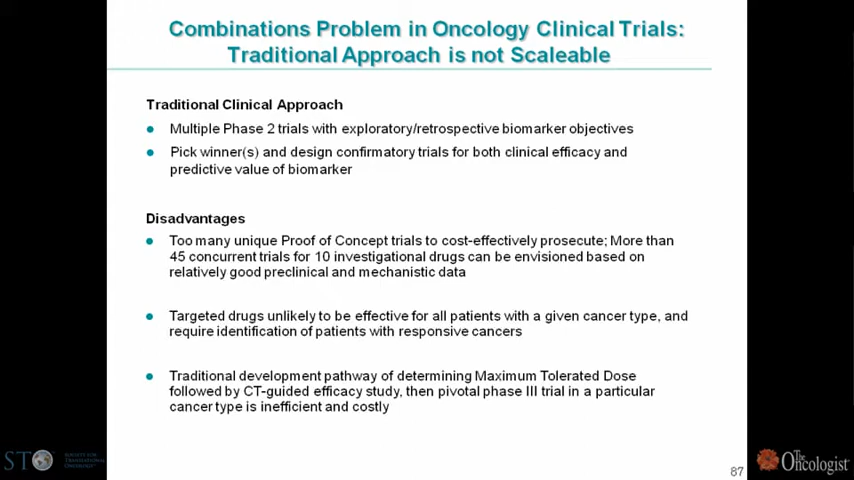 Combinations Problem in Oncology Clinical Trials:
Traditional Approach is not Scaleable
Traditional Clinical Approach
Multiple Phase 2 trials with exploratory/retrospective biomarker objectives
Pick winner(s) and design confirmatory trials for both clinical efficacy and
predictive value of biomarker
Disadvantages
Too many unique Proof of Concept trials to cost-effectively prosecute; More than
45 concurrent trials for 10 investigational drugs can be envisioned based on
relatively good preclinical and mechanistic data
Targeted drugs unlikely to be effective for all patients with a given cancer type, and
require identification of patients with responsive cancers
Traditional development pathway of determining Maximum Tolerated Dose
followed by CT-guided efficacy study, then pivotal phase III trial in a particular
cancer type is inefficient and costly
STO
SOCIETY FOR
TRANSLATIONAL
ONCOLOGY
87
The Oncologist